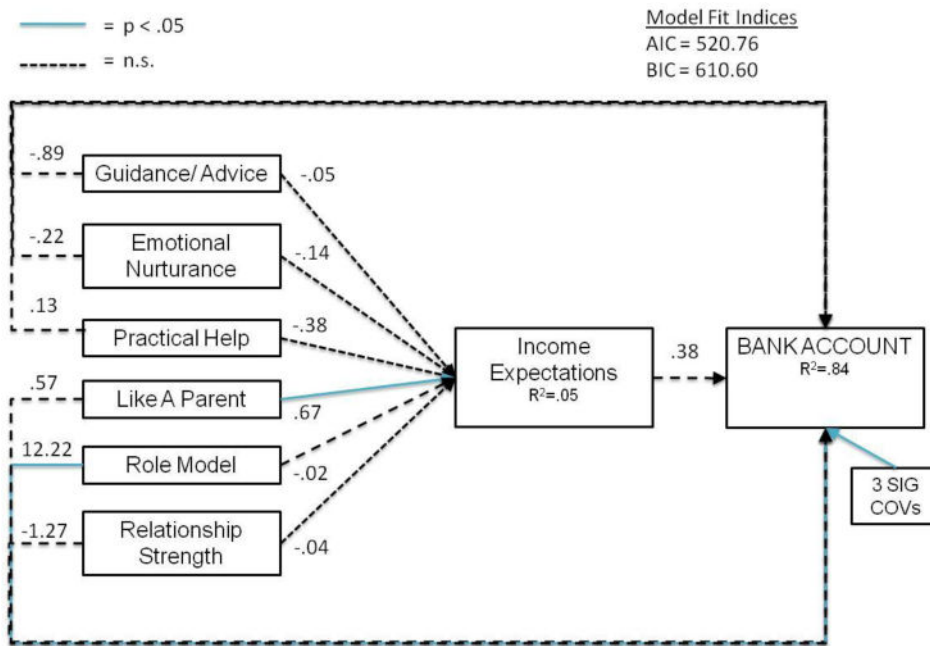 = p < .05
= n.s.
Model Fit Indices
AIC = 520.76
BIC = 610.60
-.89
Guidance/ Advice
-.05
-.22
Emotional
Nurturance
-.14
.13
Practical Help
-.38
.57
Like A Parent
.67
12.22
Role Model
-.02
-1.27
Relationship
Strength
-.04
Income
Expectations
R²=.05
.38
BANK ACCOUNT
R²=.84
3 SIG
COVs